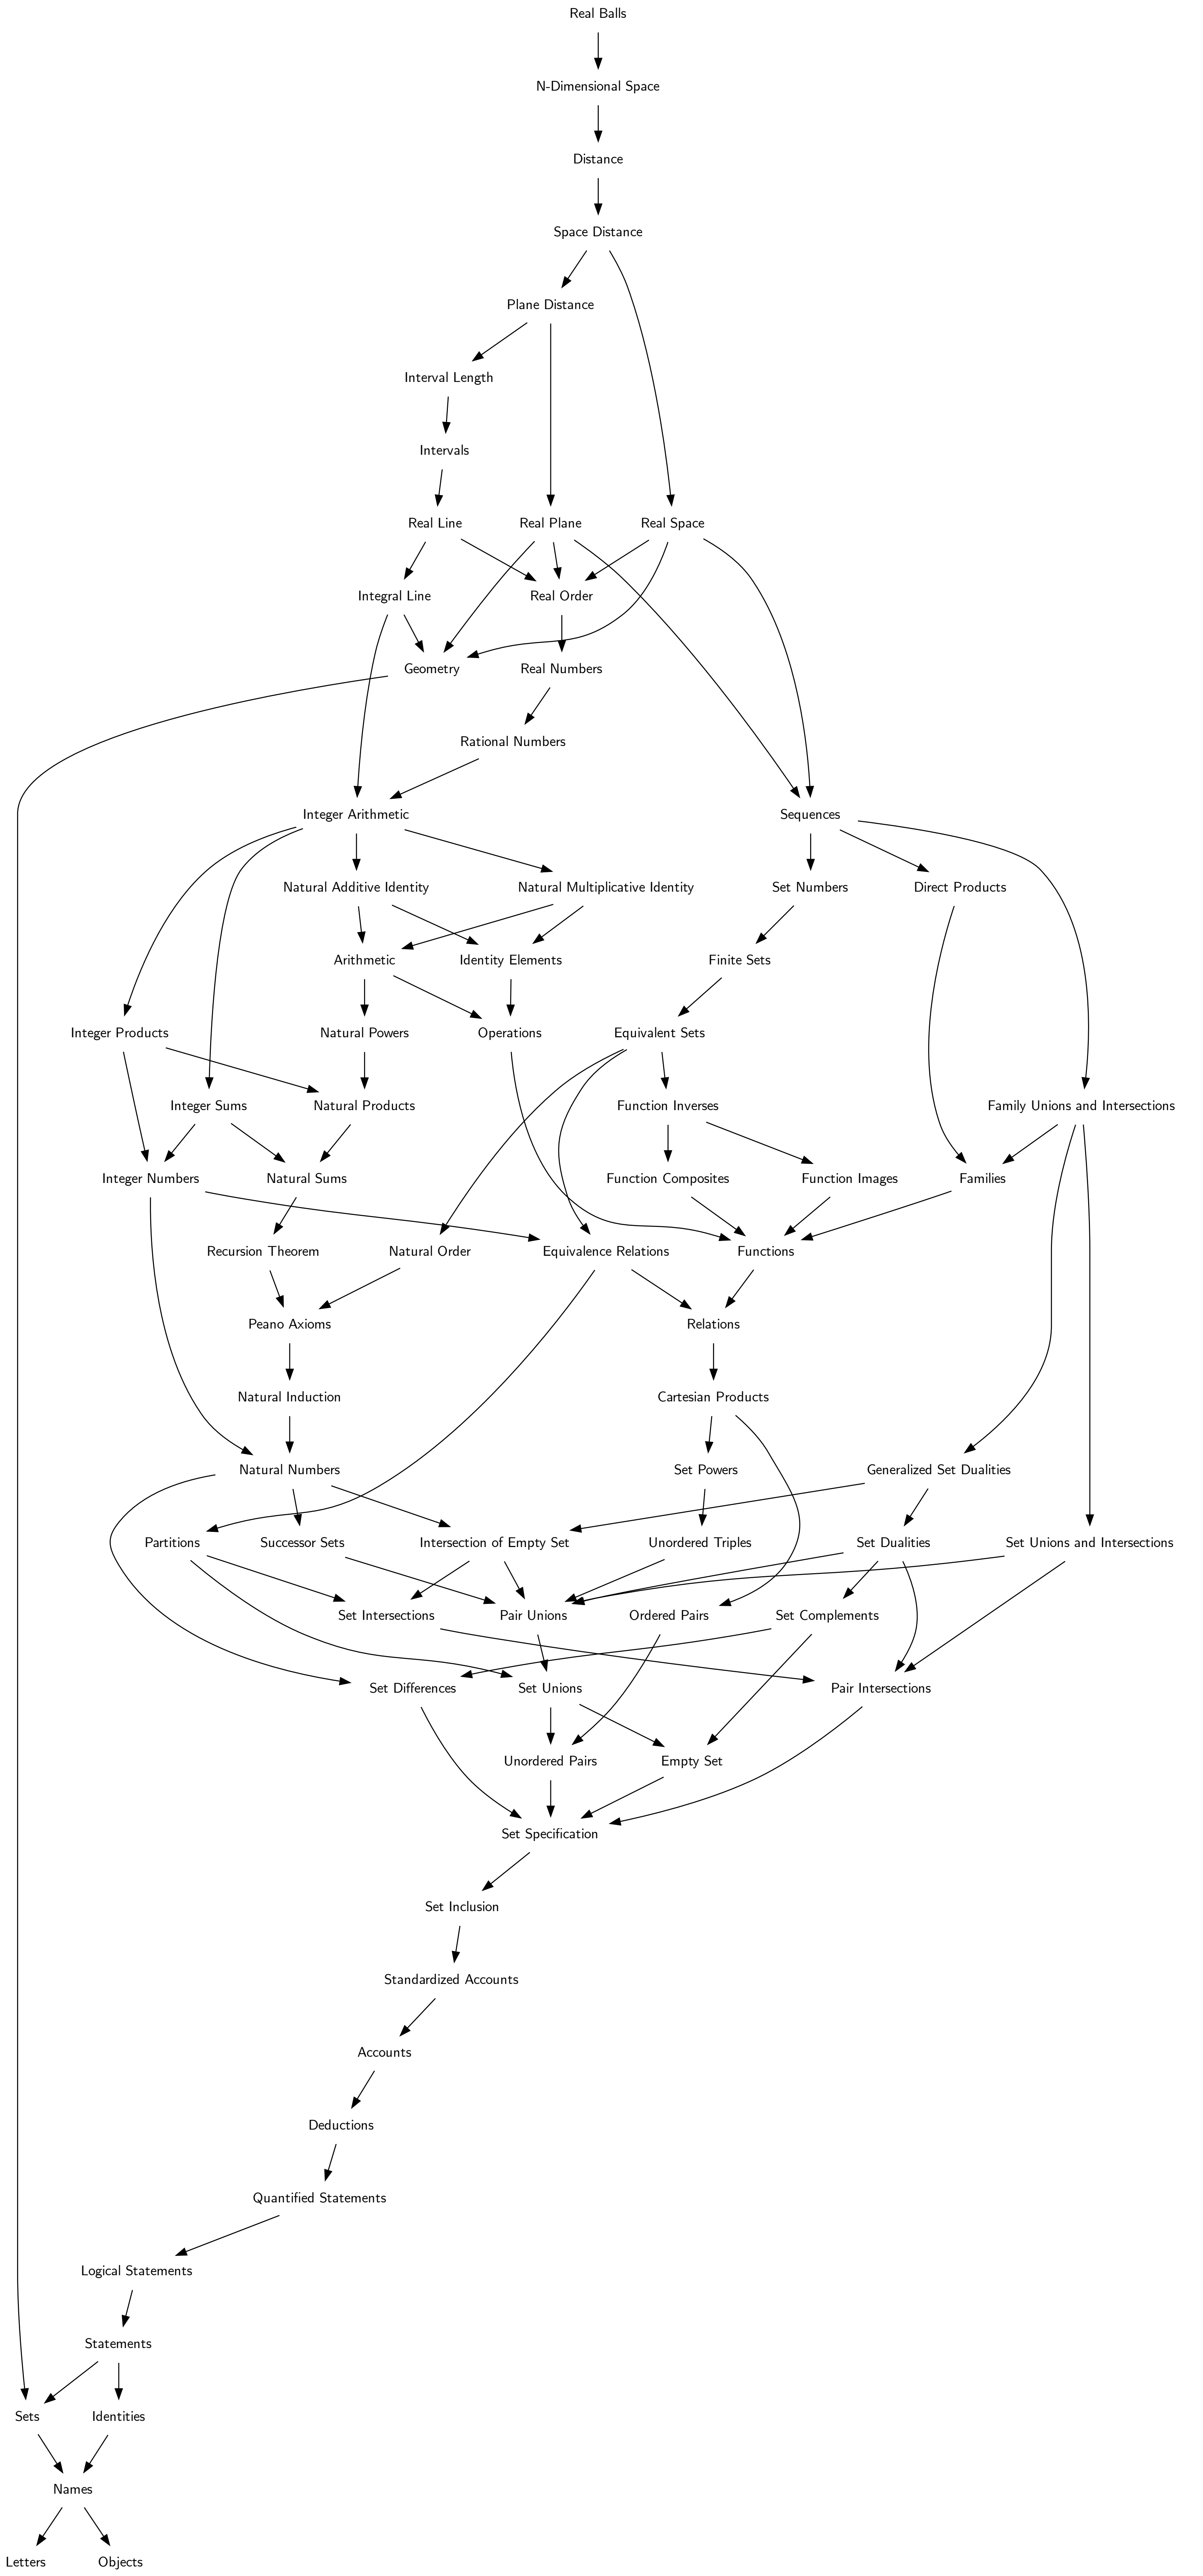 Real Balls
N-Dimensional Space
Distance
Space Distance
Plane Distance
Interval Length
Intervals
Real Line
Real Plane
Real Space
Integral Line
Real Order
Geometry
Real Numbers
Rational Numbers
Integer Arithmetic
Sequences
Natural Additive Identity
Natural Multiplicative Identity
Set Numbers
Direct Products
Arithmetic
Identity Elements
Finite Sets
Integer Products
Natural Powers
Operations
Equivalent Sets
Integer Sums
Natural Products
Function Inverses
Family Unions and Intersections
Integer Numbers
Natural Sums
Function Composites
Function Images
Families
Recursion Theorem
Natural Order
Equivalence Relations
Functions
Peano Axioms
Relations
Natural Induction
Cartesian Products
Natural Numbers
Set Powers
Generalized Set Dualities
Partitions
Successor Sets
Intersection of Empty Set
Unordered Triples
Set Dualities
Set Unions and Intersections
Set Intersections
Pair Unions
Ordered Pairs
Set Complements
Set Differences
Set Unions
Pair Intersections
Unordered Pairs
Empty Set
Set Specification
Set Inclusion
Standardized Accounts
Accounts
Deductions
Quantified Statements
Logical Statements
Statements
Sets
Identities
Names
Letters
Objects